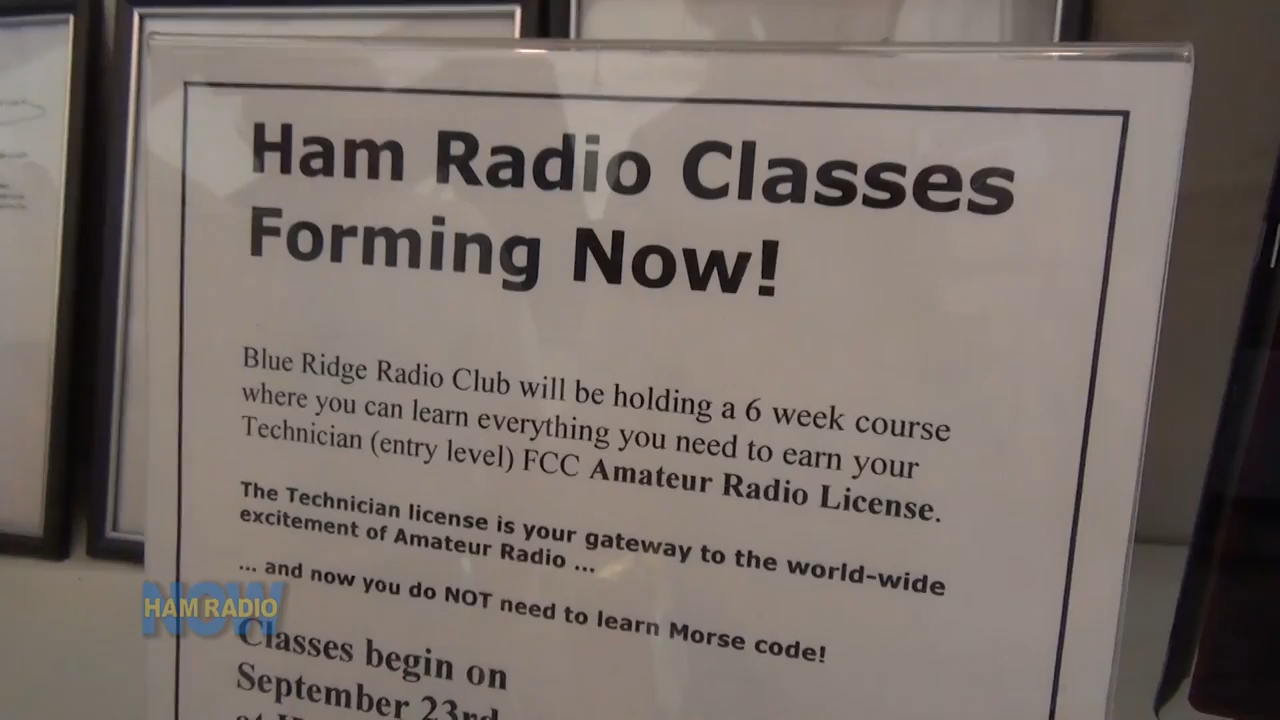 Ham Radio Classes
Forming Now!
Blue Ridge Radio Club will be holding a 6 week course
where you can learn everything you need to earn your
Technician (entry level) FCC Amateur Radio License.
The Technician license is your gateway to the world-wide
excitement of Amateur Radio ...
... and now you do NOT need to learn Morse code!
NOW
HAM RADIO
Classes begin on
September 23rd
at